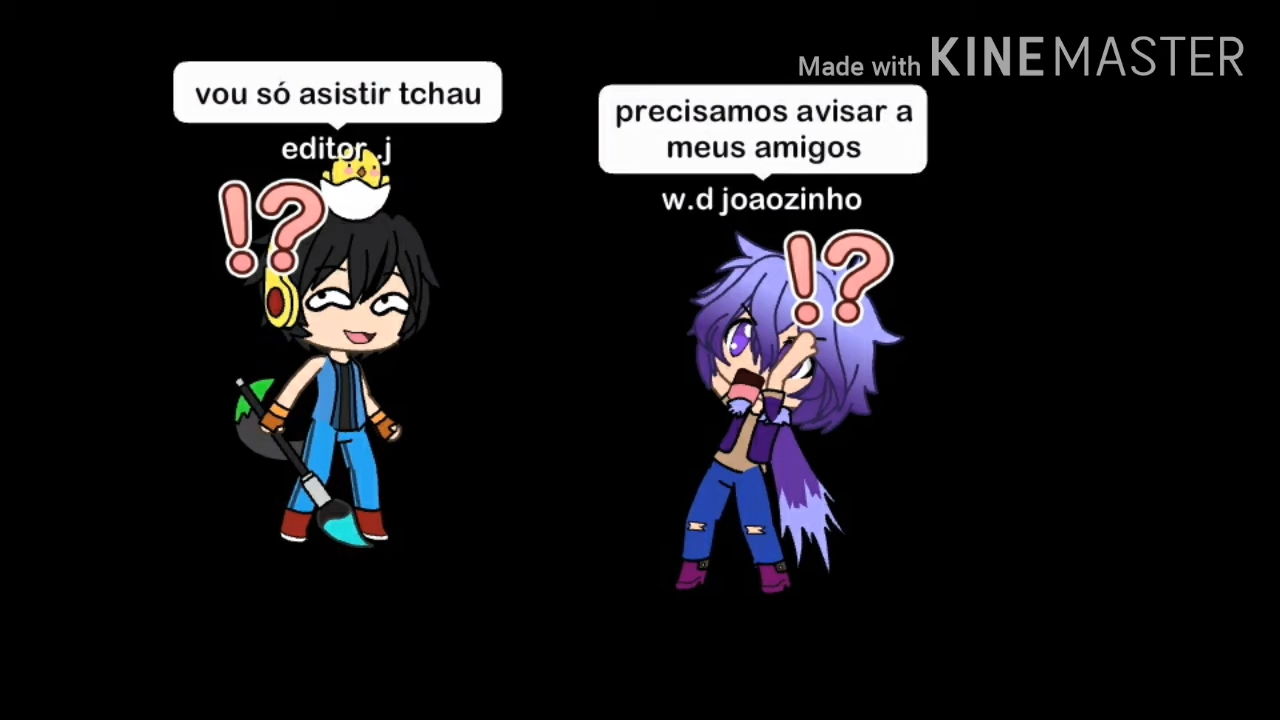 Made with KINEMASTER
vou só asistir tchau
editor .j
precisamos avisar a
meus amigos
w.d joaozinho
!?
!?